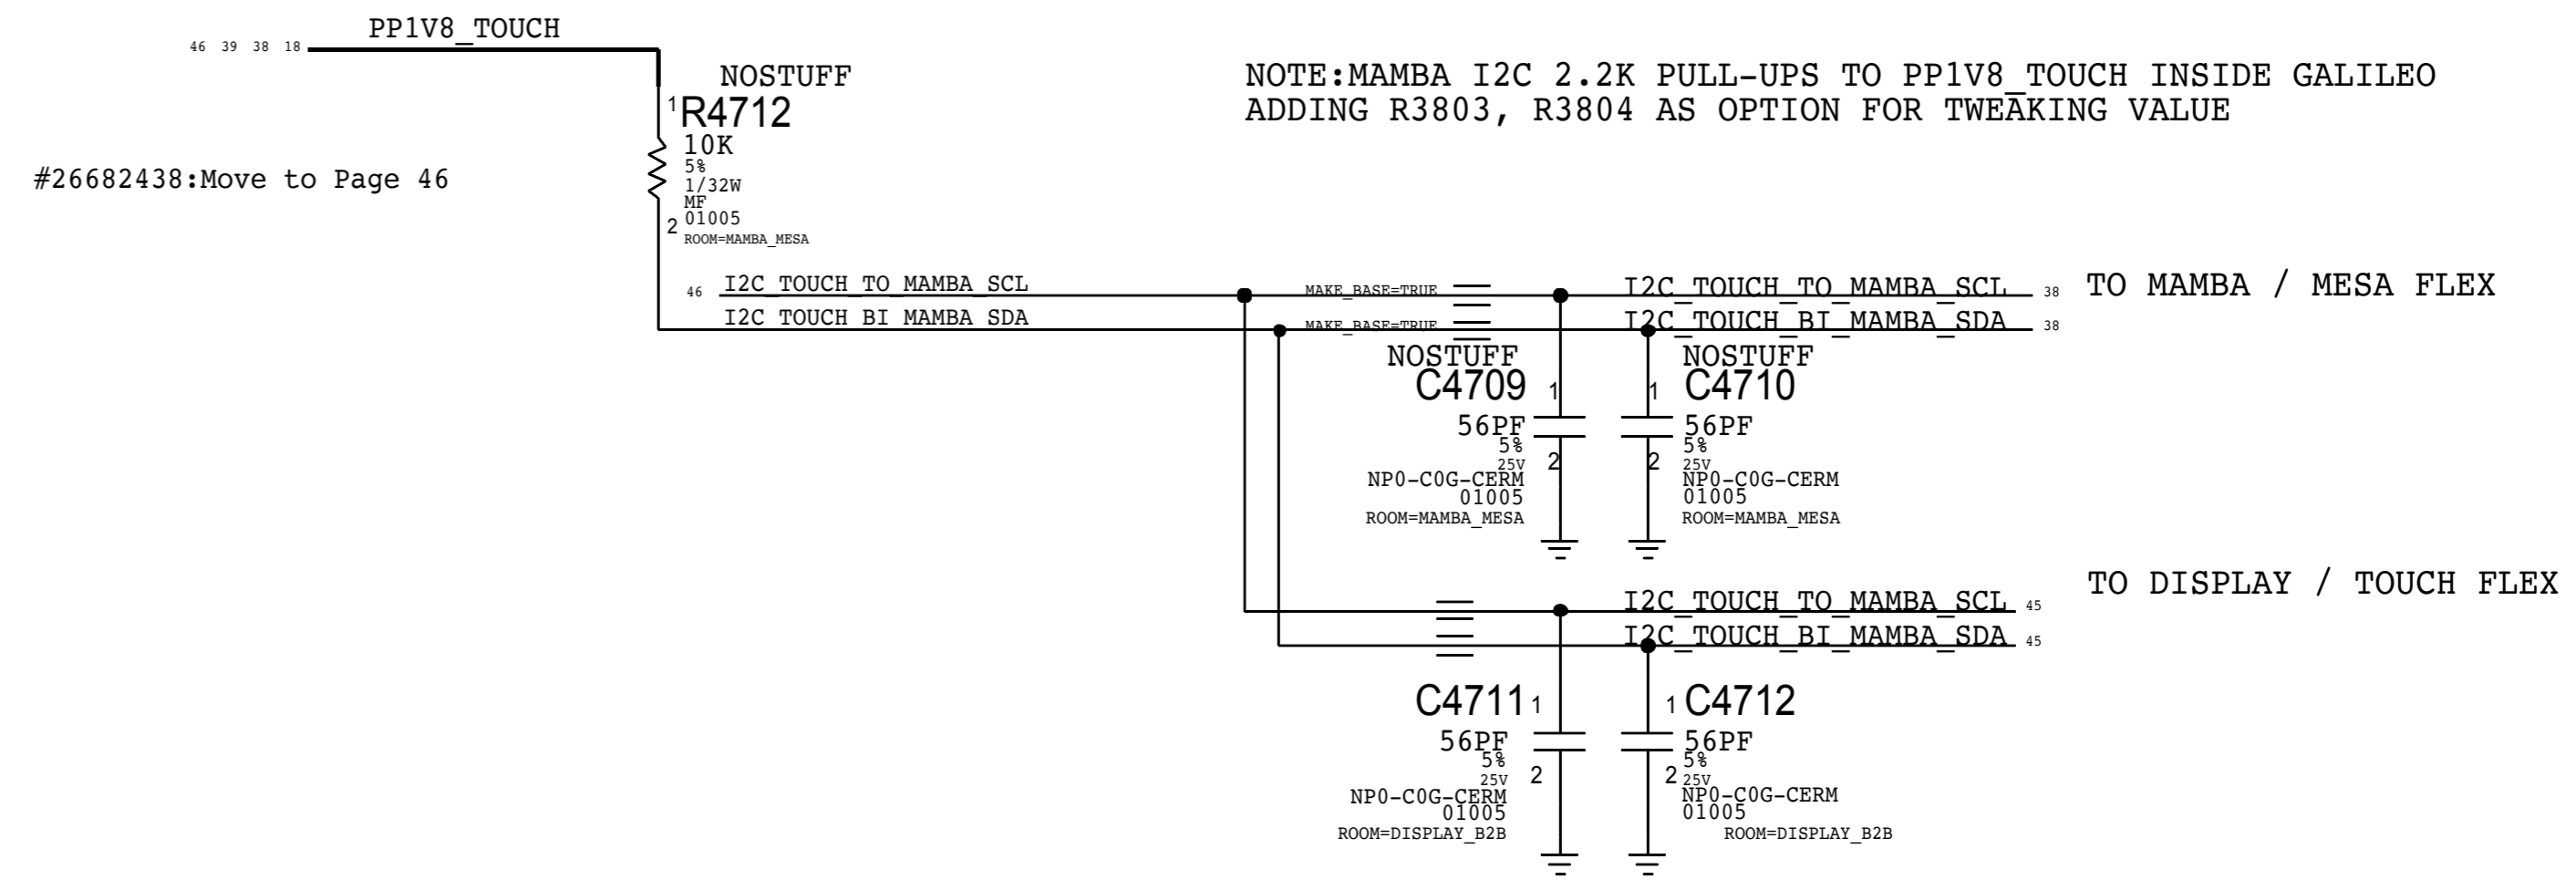 PP1V8_TOUCH
46 39 38 18
NOSTUFF
1
R4712
10K
5%
1/32W
MF
01005
2
ROOM=MAMBA_MESA
NOTE:MAMBA I2C 2.2K PULL-UPS TO PP1V8_TOUCH INSIDE GALILEO
ADDING R3803, R3804 AS OPTION FOR TWEAKING VALUE
#26682438:Move to Page 46
46 I2C_TOUCH_TO_MAMBA_SCL
MAKE_BASE=TRUE
I2C_TOUCH_TO_MAMBA_SCL 38
TO MAMBA / MESA FLEX
I2C_TOUCH_BI_MAMBA_SDA
MAKE_BASE=TRUE
I2C_TOUCH_BI_MAMBA_SDA 38
NOSTUFF
C4709
1
56PF
5%
25V
2
NP0-C0G-CERM
01005
ROOM=MAMBA_MESA
NOSTUFF
1
C4710
56PF
5%
2
25V
NP0-C0G-CERM
01005
ROOM=MAMBA_MESA
TO DISPLAY / TOUCH FLEX
I2C_TOUCH_TO_MAMBA_SCL 45
I2C_TOUCH_BI_MAMBA_SDA 45
C4711
1
56PF
5%
25V
2
NP0-C0G-CERM
01005
ROOM=DISPLAY_B2B
1
C4712
56PF
5%
2
25V
NP0-C0G-CERM
01005
ROOM=DISPLAY_B2B